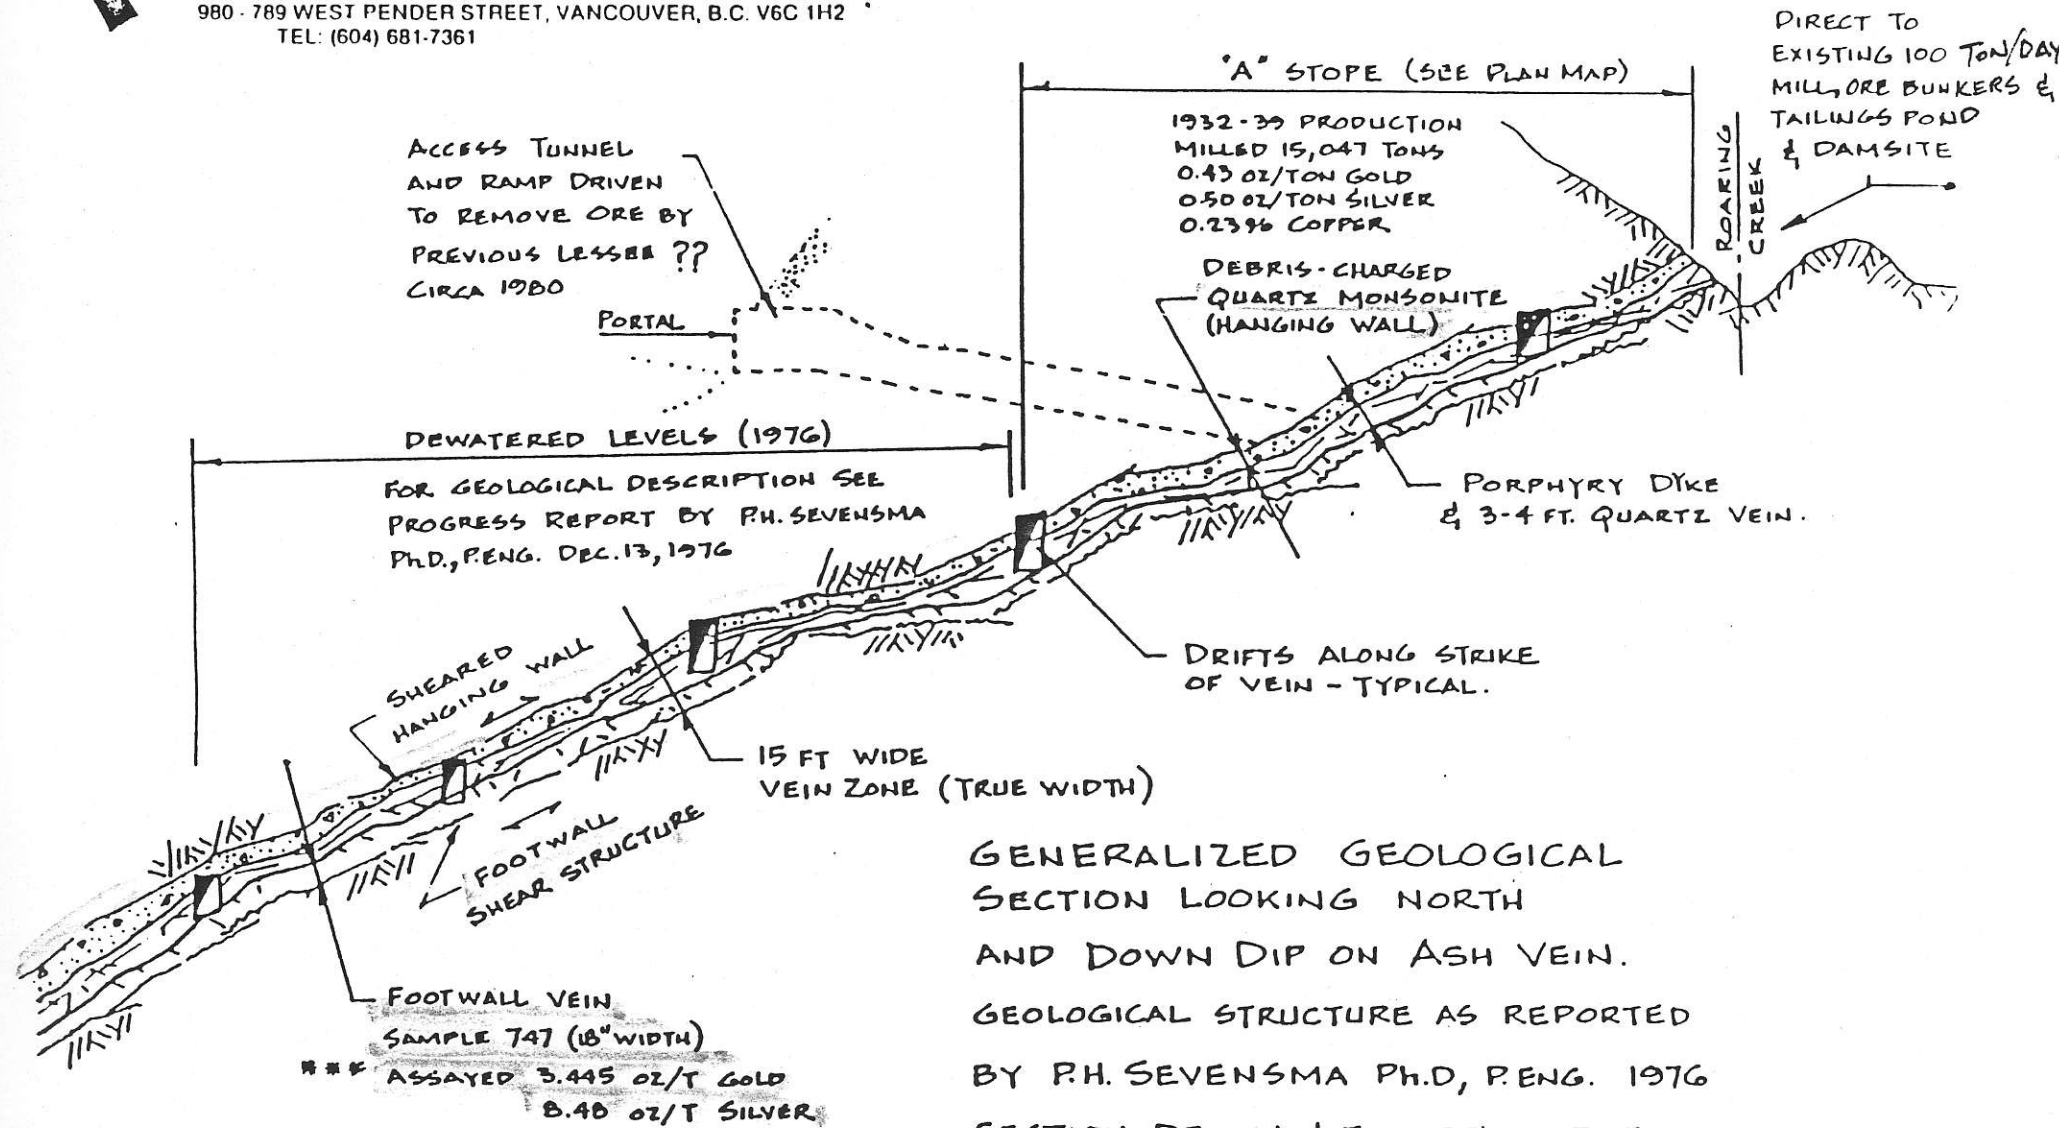 980 - 789 WEST PENDER STREET, VANCOUVER, B.C. V6C 1H2
TEL: (604) 681-7361
DIRECT TO
EXISTING 100 TON/DAY
MILL, ORE BUNKERS &
TAILINGS POND
& DAMSITE
"A" STOPE (SEE PLAN MAP)
1932-39 PRODUCTION
MILLED 15,047 TONS
0.43 OZ/TON GOLD
0.50 OZ/TON SILVER
0.23% COPPER
ROARING
CREEK
ACCESS TUNNEL
AND RAMP DRIVEN
TO REMOVE ORE BY
PREVIOUS LESSEE ??
CIRCA 1980
PORTAL
DEBRIS-CHARGED
QUARTZ MONSONITE
(HANGING WALL)
DEWATERED LEVELS (1976)
FOR GEOLOGICAL DESCRIPTION SEE
PROGRESS REPORT BY P.H. SEVENSMA
PhD., P.ENG. DEC. 13, 1976
PORPHYRY DYKE
& 3-4 FT. QUARTZ VEIN.
DRIFTS ALONG STRIKE
OF VEIN - TYPICAL.
SHEARED
HANGING WALL
15 FT WIDE
VEIN ZONE (TRUE WIDTH)
FOOTWALL
SHEAR STRUCTURE
FOOTWALL VEIN
SAMPLE 747 (18" WIDTH)
*** ASSAYED 3.445 OZ/T GOLD
8.48 OZ/T SILVER
GENERALIZED GEOLOGICAL
SECTION LOOKING NORTH
AND DOWN DIP ON ASH VEIN.
GEOLOGICAL STRUCTURE AS REPORTED
BY P.H. SEVENSMA Ph.D, P.ENG. 1976